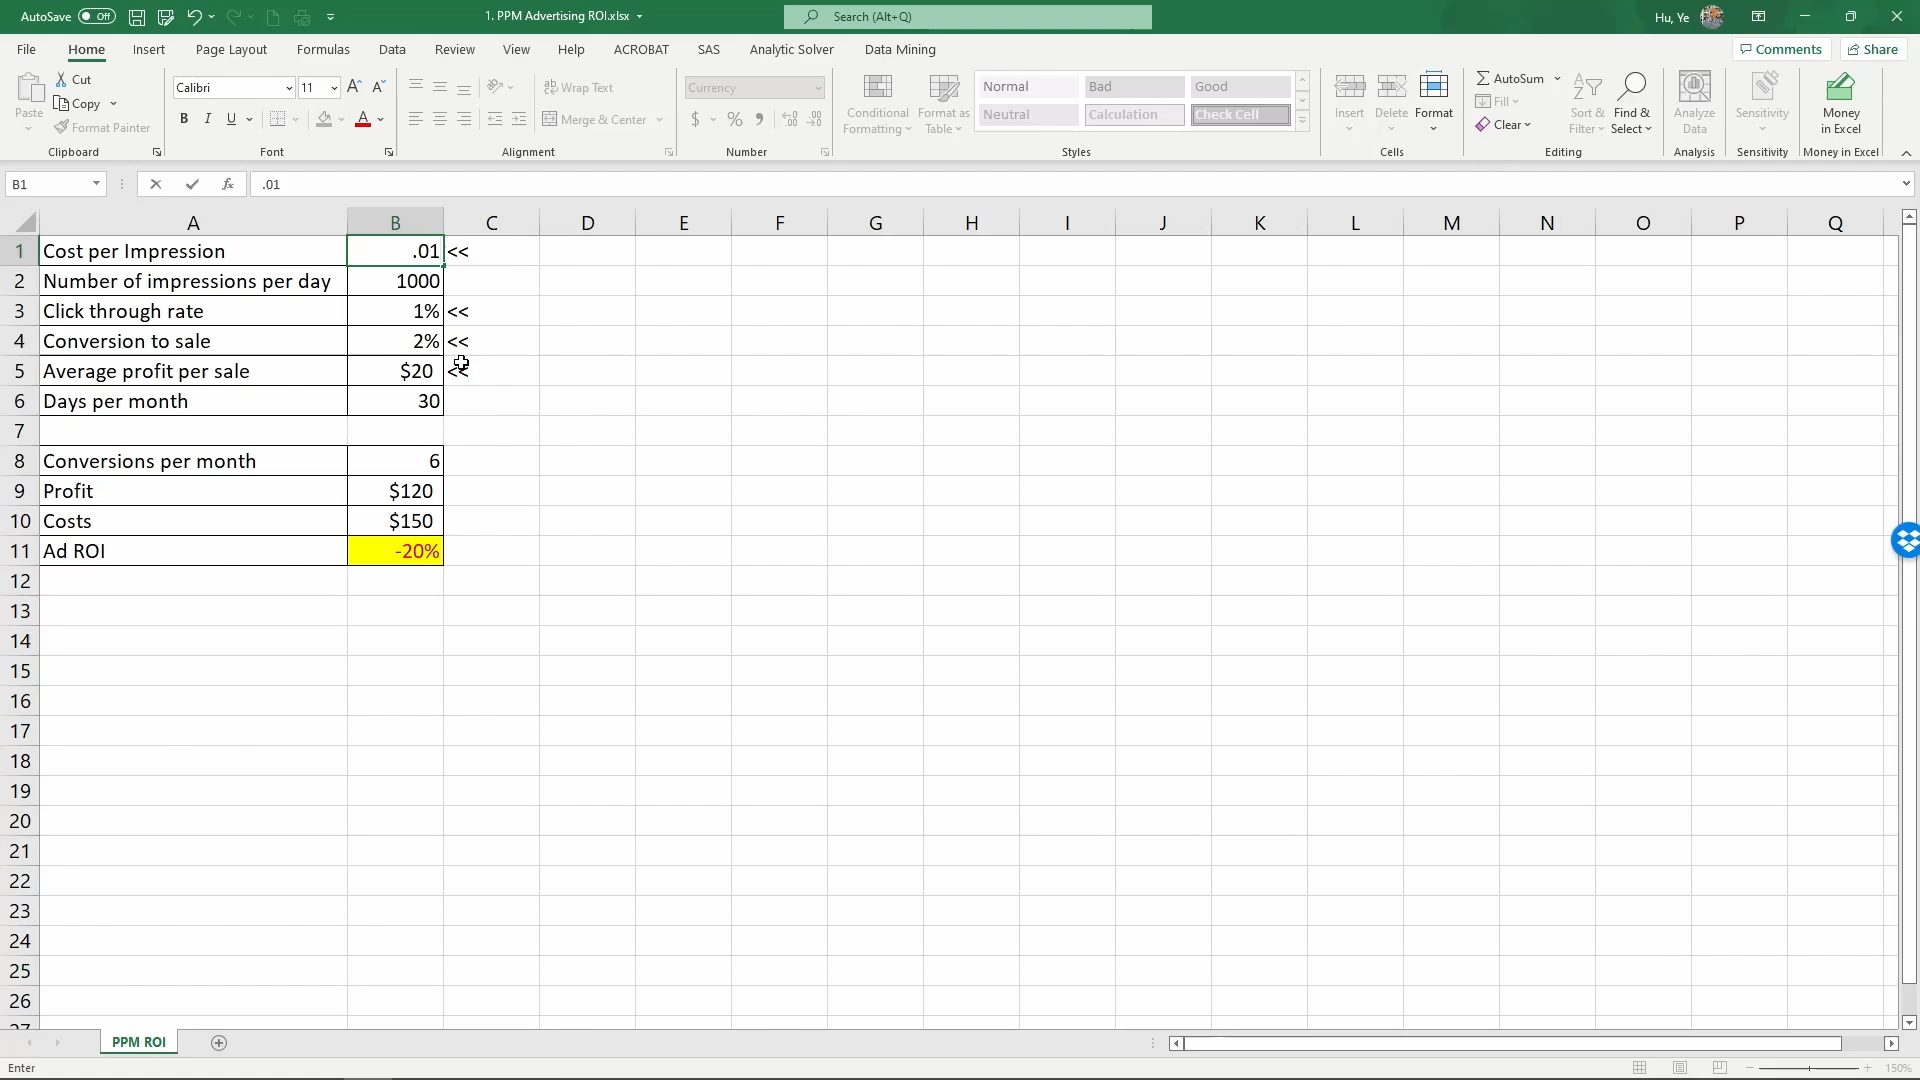 AutoSave Off 1. PPM Advertising ROI.xlsx Search (Alt+Q) Hu, Ye
File Home Insert Page Layout Formulas Data Review View Help ACROBAT SAS Analytic Solver Data Mining Comments Share
Paste Cut Copy Format Painter
Calibri 11 A A
B I U A
Wrap Text
Merge & Center
Currency
$ %
Conditional Formatting Format as Table
Normal Bad Good
Neutral Calculation Check Cell
Insert Delete Format
AutoSum
Fill
Clear
Sort & Filter Find & Select
Analyze Data
Sensitivity
Money in Excel
Clipboard Font Alignment Number Styles Cells Editing Analysis Sensitivity Money in Excel
B1 fx .01
A B C D E F G H I J K L M N O P Q
1 Cost per Impression .01 <<
2 Number of impressions per day 1000
3 Click through rate 1% <<
4 Conversion to sale 2% <<
5 Average profit per sale $20 <<
6 Days per month 30
7
8 Conversions per month 6
9 Profit $120
10 Costs $150
11 Ad ROI -20%
12
13
14
15
16
17
18
19
20
21
22
23
24
25
26
27
PPM ROI
Enter 150%